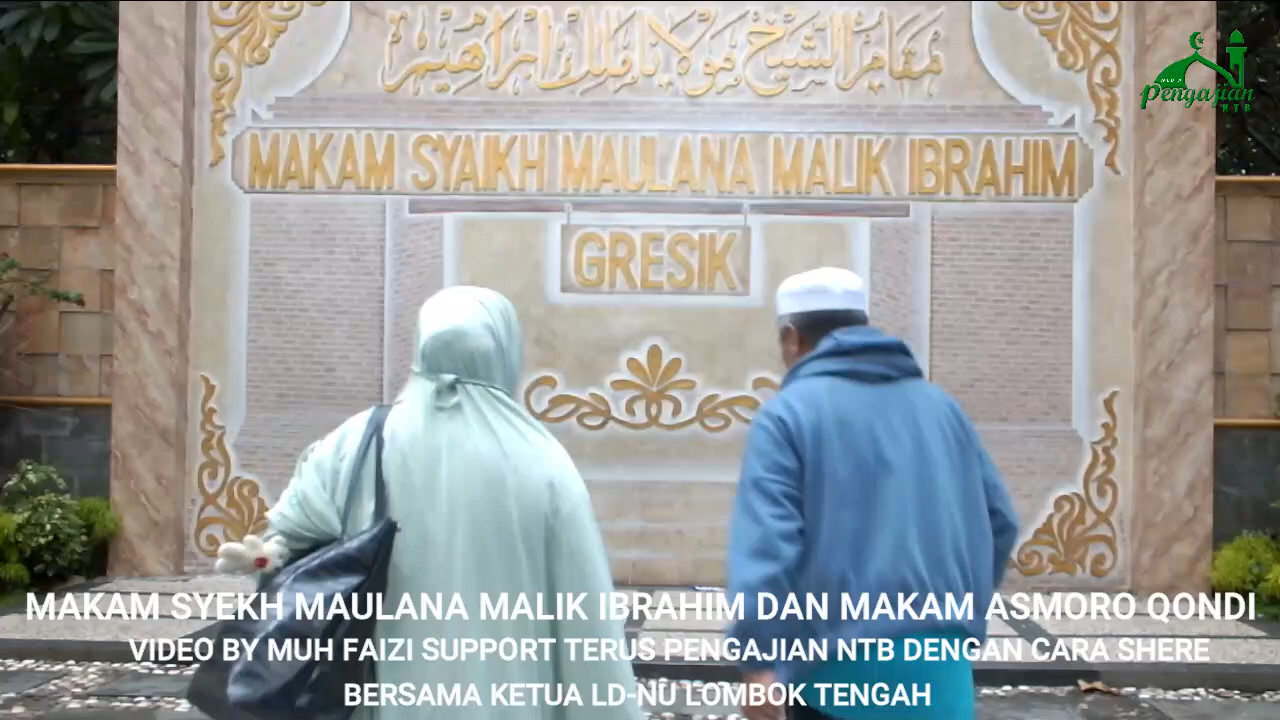 مقام الشيخ مولانا ملك ابراهيم
MAKAM SYAIKH MAULANA MALIK IBRAHIM
GRESIK
Pengajian
NTB
MAKAM SYEKH MAULANA MALIK IBRAHIM DAN MAKAM ASMORO QONDI
VIDEO BY MUH FAIZI SUPPORT TERUS PENGAJIAN NTB DENGAN CARA SHERE
BERSAMA KETUA LD-NU LOMBOK TENGAH